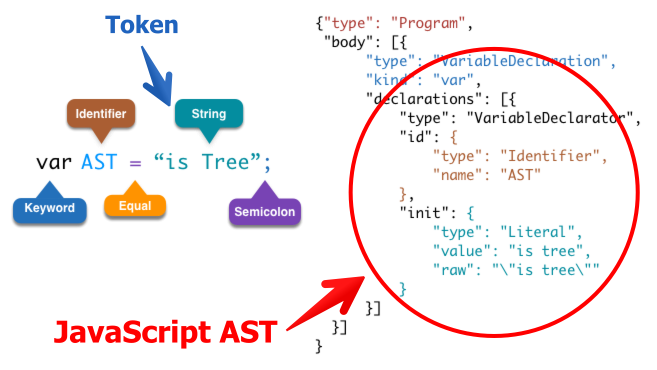 Token
Identifier
String
var AST = “is Tree”;
Keyword
Equal
Semicolon
JavaScript AST
{"type": "Program",
"body": [{
"type": "VariableDeclaration",
"kind": "var",
"declarations": [{
"type": "VariableDeclarator",
"id": {
"type": "Identifier",
"name": "AST"
},
"init": {
"type": "Literal",
"value": "is tree",
"raw": "\"is tree\""
}
}]
}]
}